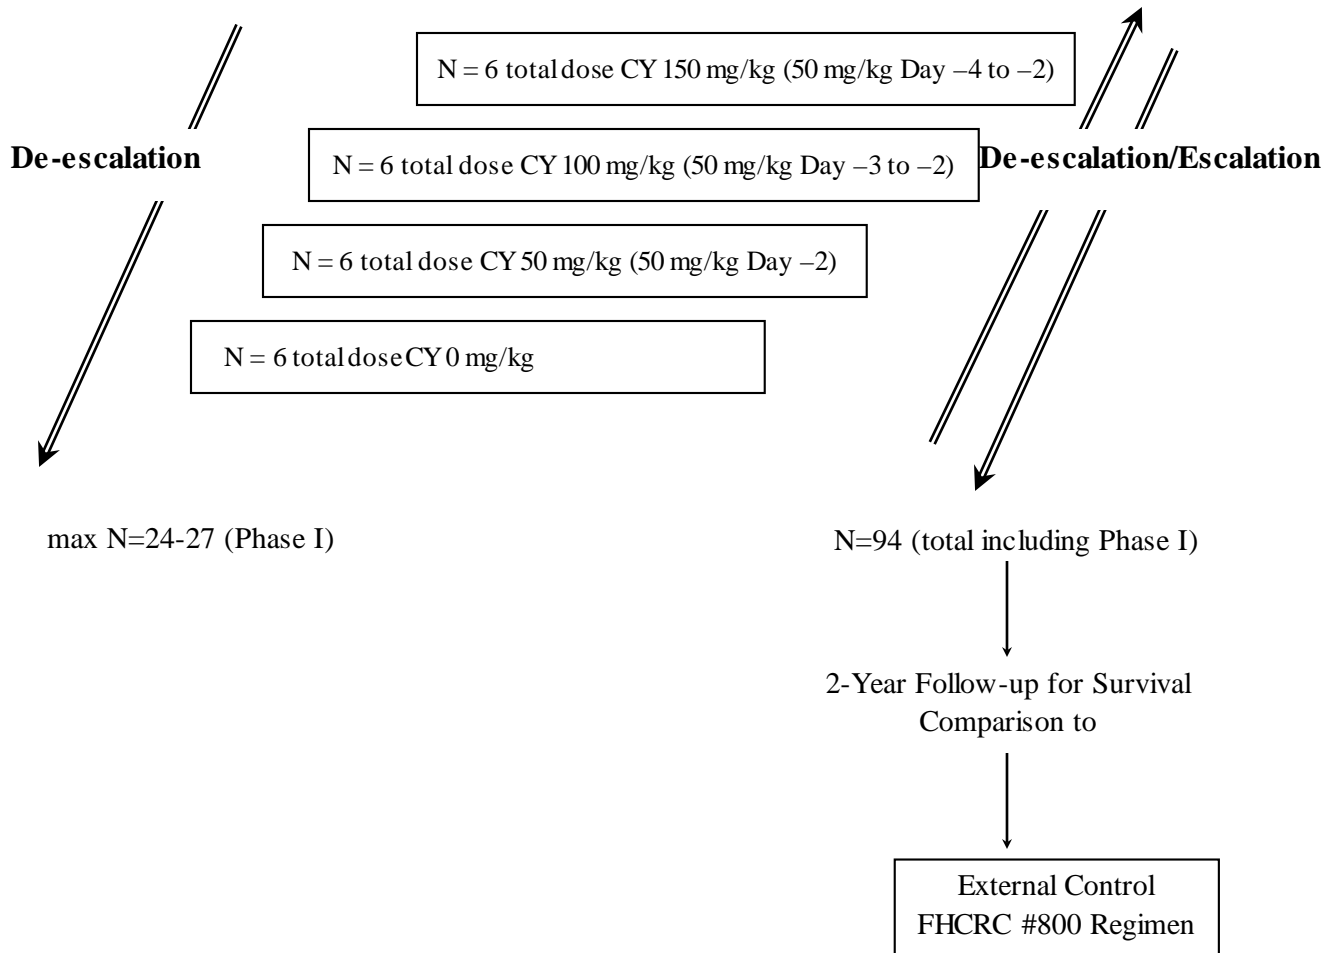 N = 6 total dose CY 150 mg/kg (50 mg/kg Day –4 to –2)
De-escalation
N = 6 total dose CY 100 mg/kg (50 mg/kg Day –3 to –2)
De-escalation/Escalation
N = 6 total dose CY 50 mg/kg (50 mg/kg Day –2)
N = 6 total dose CY 0 mg/kg
max N=24-27 (Phase I)
N=94 (total including Phase I)
2-Year Follow-up for Survival
Comparison to
External Control
FHCRC #800 Regimen